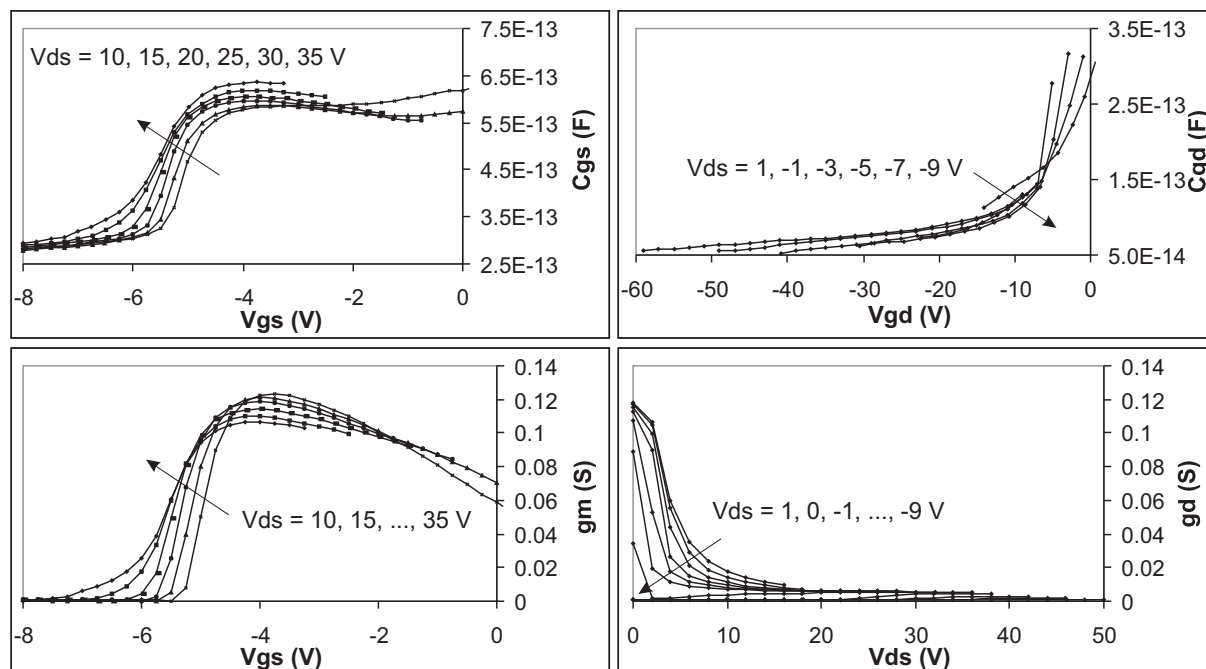 Vds = 10, 15, 20, 25, 30, 35 V
7.5E-13
6.5E-13
5.5E-13
4.5E-13
3.5E-13
2.5E-13
Cgs (F)
-8 -6 -4 -2 0
Vgs (V)
Vds = 1, -1, -3, -5, -7, -9 V
3.5E-13
2.5E-13
1.5E-13
5.0E-14
Cgd (F)
-60 -50 -40 -30 -20 -10 0
Vgd (V)
Vds = 10, 15, ..., 35 V
0.14
0.12
0.1
0.08
0.06
0.04
0.02
0
gm (S)
-8 -6 -4 -2 0
Vgs (V)
Vds = 1, 0, -1, ..., -9 V
0.14
0.12
0.1
0.08
0.06
0.04
0.02
0
gd (S)
0 10 20 30 40 50
Vds (V)